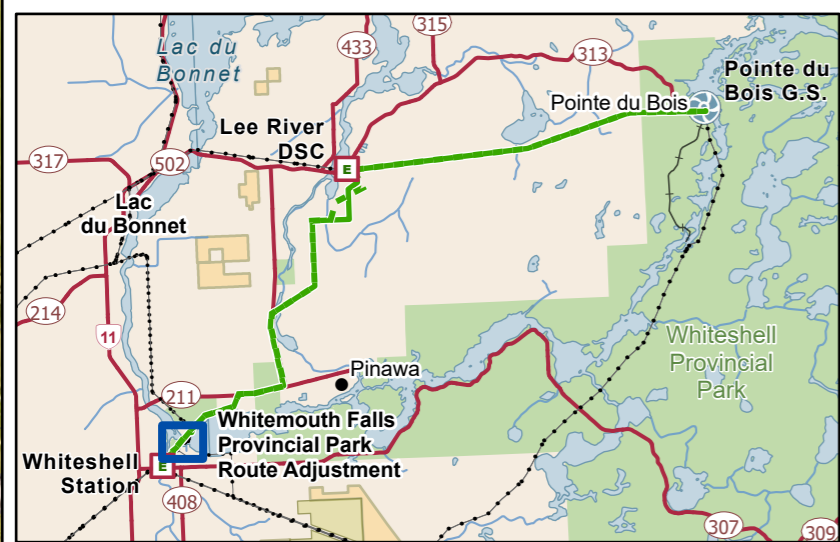 315
433
Lac du
Bonnet
313
Pointe du
Bois G.S.
Pointe du Bois
Lee River
DSC
317
502
E
Lac
du Bonnet
214
11
Whiteshell
Provincial
Park
Pinawa
211
Whitemouth Falls
Provincial Park
Route Adjustment
Whiteshell
Station
E
408
307
309